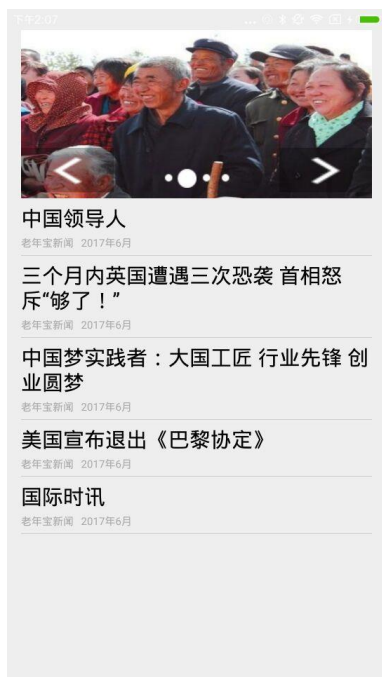 下午2:07
中国领导人
老年宝新闻 2017年6月
三个月内英国遭遇三次恐袭 首相怒
斥“够了！”
老年宝新闻 2017年6月
中国梦实践者：大国工匠 行业先锋 创
业圆梦
老年宝新闻 2017年6月
美国宣布退出《巴黎协定》
老年宝新闻 2017年6月
国际时讯
老年宝新闻 2017年6月